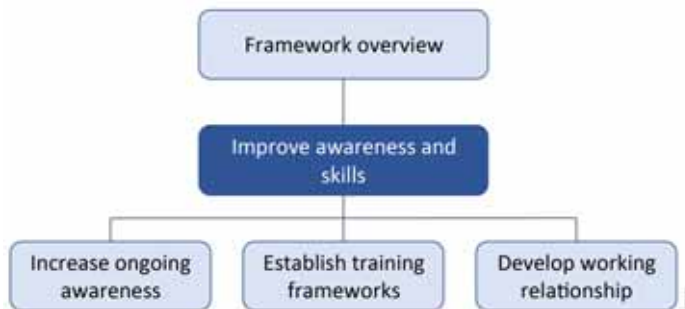 Framework overview
Improve awareness and
skills
Increase ongoing
awareness
Establish training
frameworks
Develop working
relationship